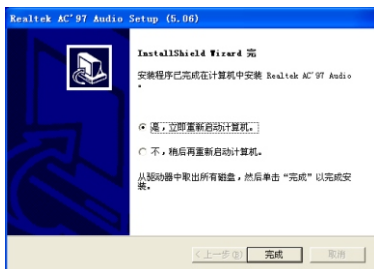 Realtek AC'97 Audio Setup (5.06)
InstallShield Wizard 完
安装程序已完成在计算机中安装 Realtek AC'97 Audio
。
是，立即重新启动计算机。
不，稍后再重新启动计算机。
从驱动器中取出所有磁盘，然后单击“完成”以完成安
装。
<上一步(B) 完成 取消